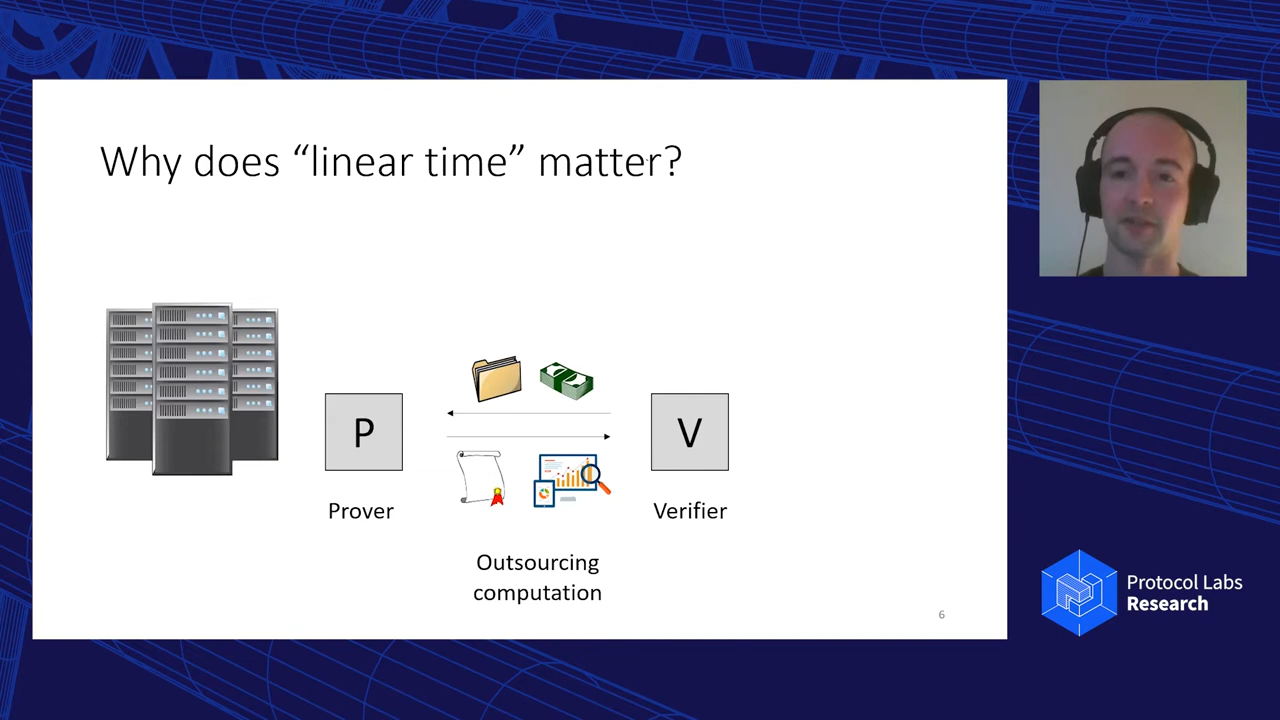 Why does “linear time” matter?
P
V
Prover
Verifier
Outsourcing
computation
6
Protocol Labs
Research